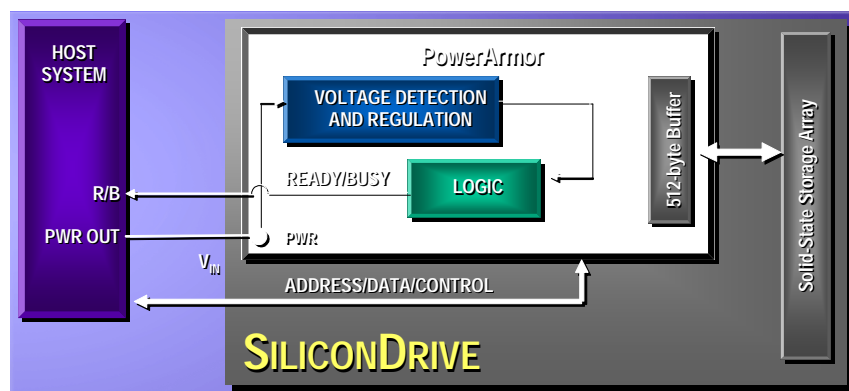 HOST
SYSTEM
PowerArmor
VOLTAGE DETECTION
AND REGULATION
512-byte Buffer
Solid-State Storage Array
READY/BUSY
LOGIC
R/B
PWR OUT
PWR
VIN
ADDRESS/DATA/CONTROL
SILICONDRIVE